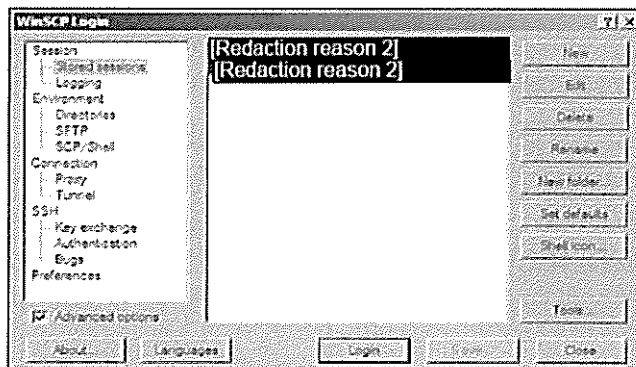 WinSCP Login
Session
Stored sessions
Logging
Environment
Directories
SFTP
SCP/Shell
Connection
Proxy
Tunnel
SSH
Key exchange
Authentication
Bugs
Preferences
Advanced options
[Redaction reason 2]
[Redaction reason 2]
New
Edit
Delete
Rename
New folder...
Set defaults
Shell icon...
Tools...
About...
Languages
Login
Close